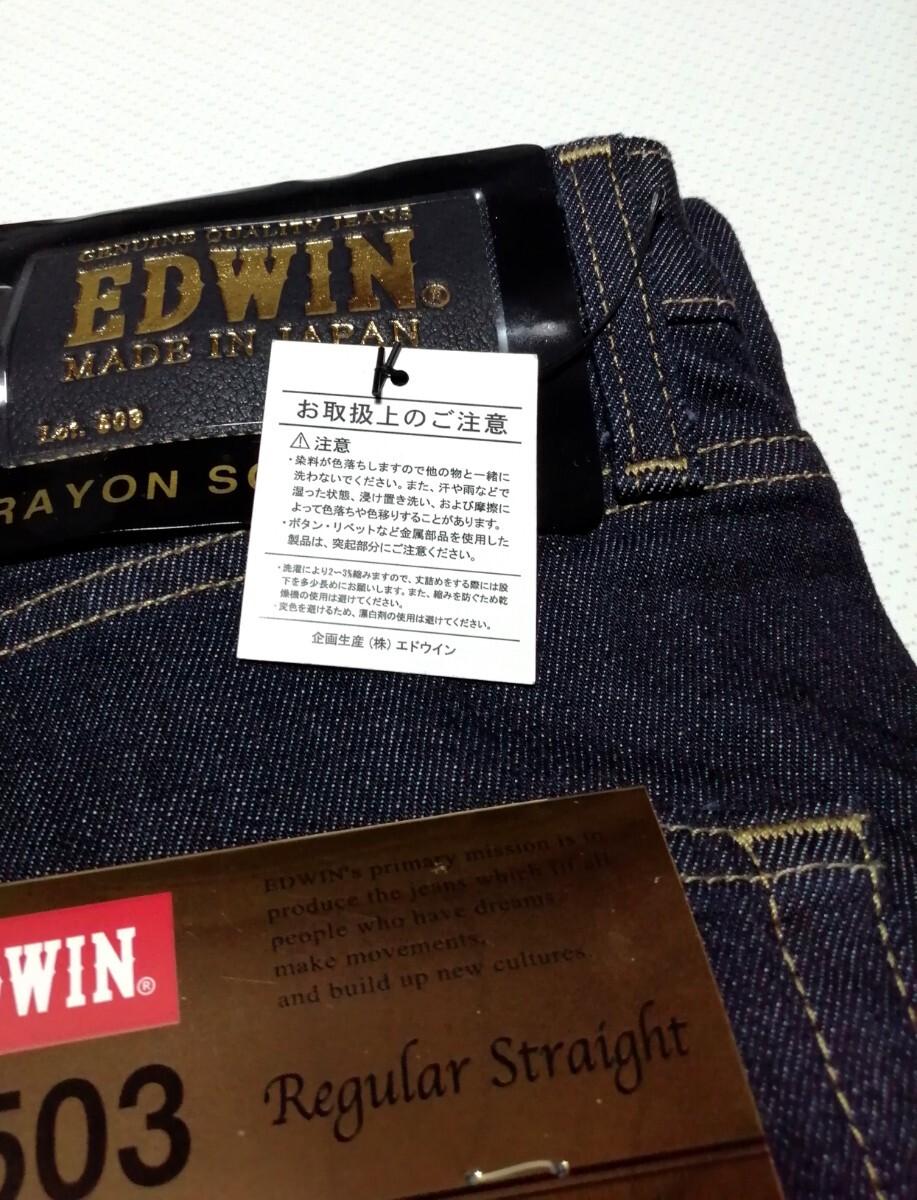 GENUINE QUALITY JEANS
EDWIN®
MADE IN JAPAN
Lot. 503
RAYON
お取扱上のご注意
⚠ 注意
・染料が色落ちしますので他の物と一緒に
洗わないでください。また、汗や雨などで
湿った状態、浸け置き洗い、および摩擦に
よって色落ちや色移りすることがあります。
・ボタン・リベットなど金属部品を使用した
製品は、突起部分にご注意ください。
・洗濯により2〜3%縮みますので、丈詰めをする際には股
下を多少長めにお願いします。また、縮みを防ぐため乾
燥機の使用は避けてください。
・変色を避けるため、漂白剤の使用は避けてください。
企画生産(株)エドウイン
EDWIN's primary mission is to
produce the jeans which fit all
people who have dreams,
make movements,
and build up new cultures.
WIN®
503
Regular Straight